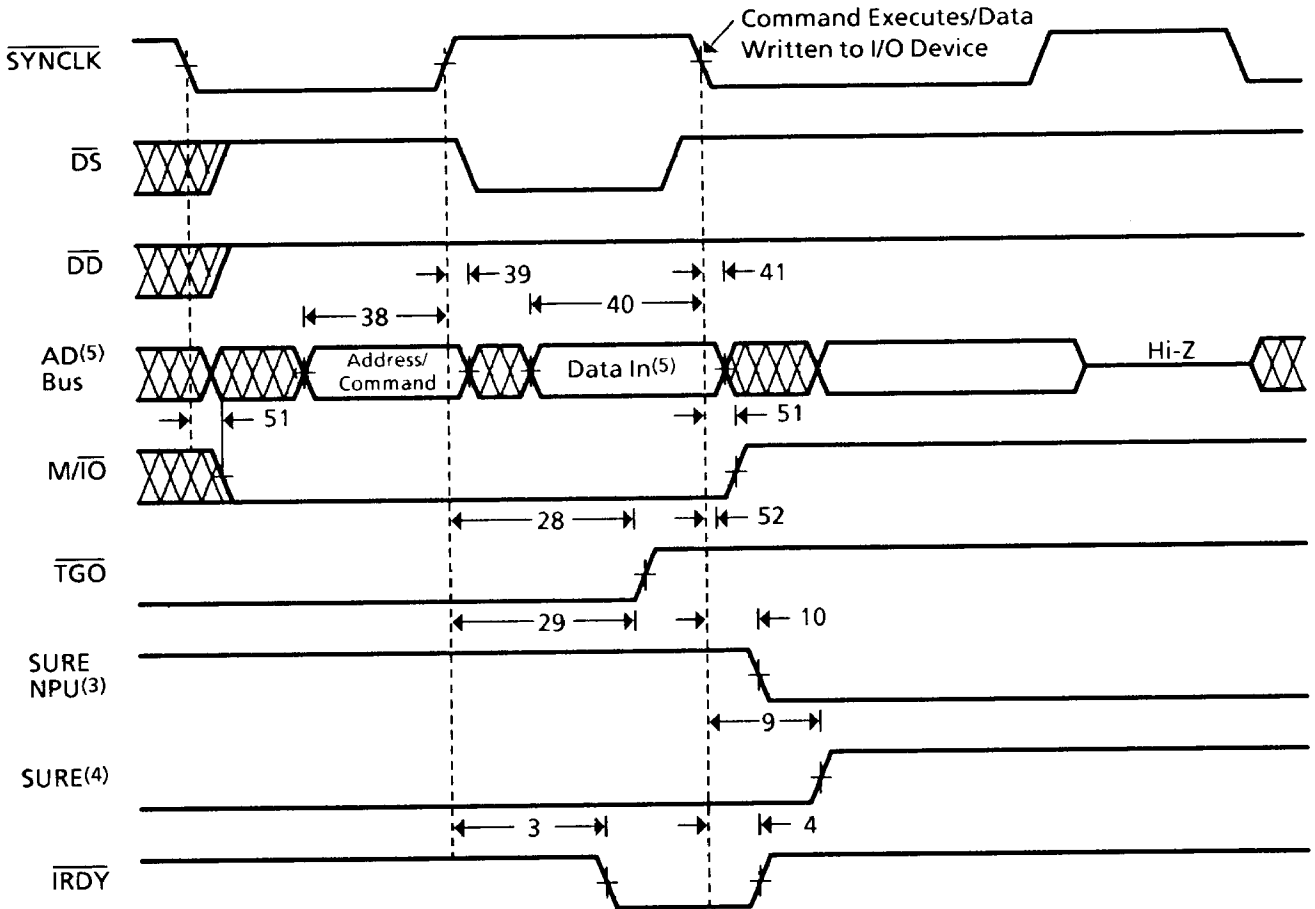 Command Executes/Data
Written to I/O Device
SYNCLK
DS
DD
39
41
38
40
AD(5)
Bus
Address/
Command
Data In(5)
Hi-Z
51
51
M/IO
28
52
TGO
29
10
SURE
NPU(3)
9
SURE(4)
3
4
IRDY